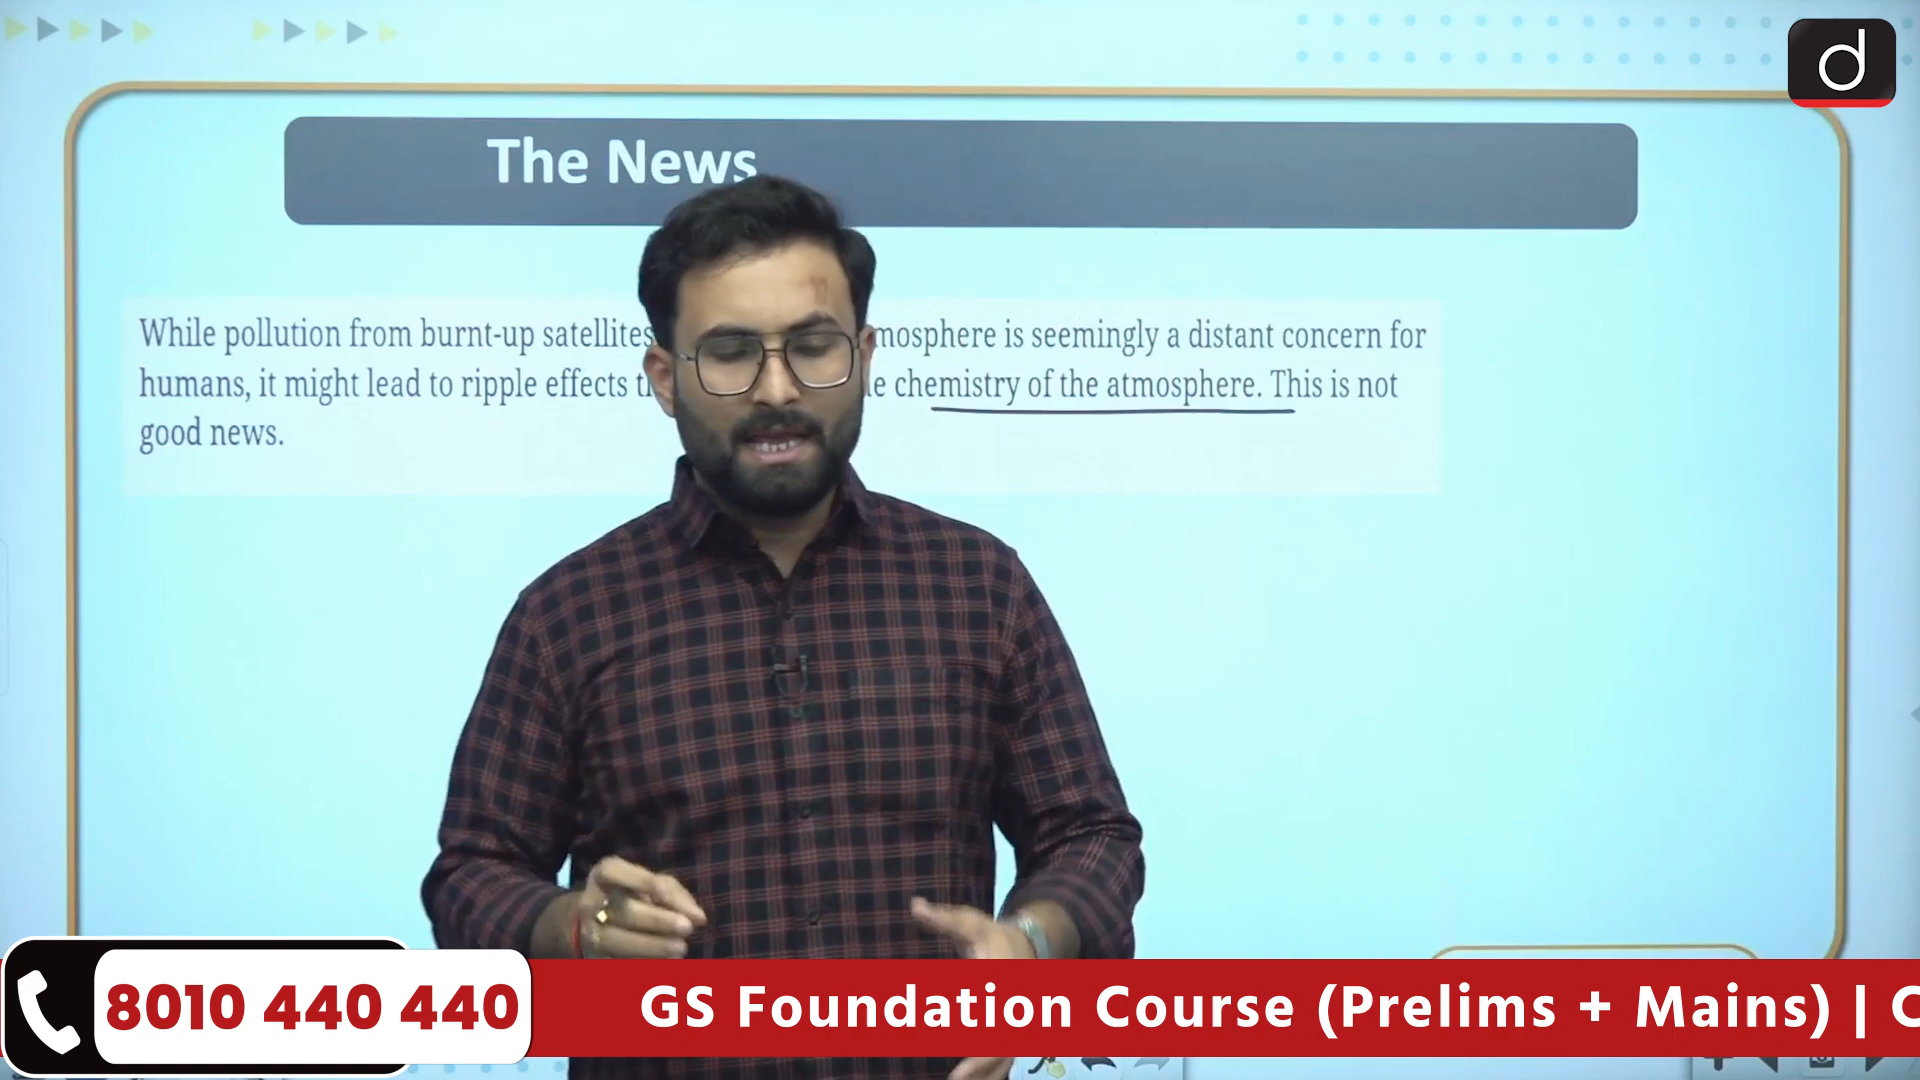 d
The News
While pollution from burnt-up satellites mosphere is seemingly a distant concern for
humans, it might lead to ripple effects chemistry of the atmosphere. This is not
good news.
8010 440 440
GS Foundation Course (Prelims + Mains) |